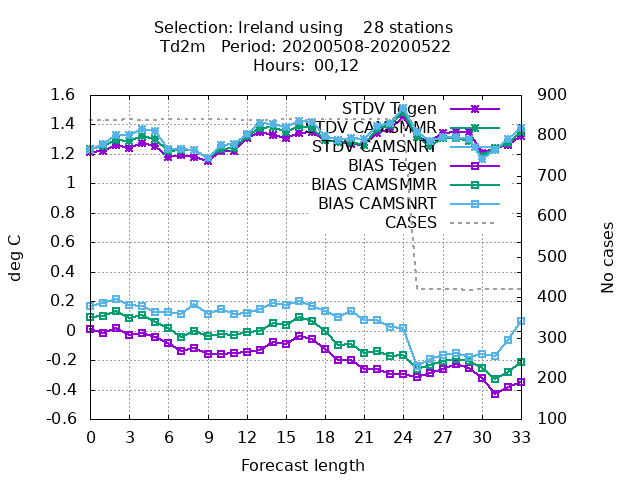 Selection: Ireland using 28 stations
Td2m Period: 20200508-20200522
Hours: 00,12
1.6
1.4
1.2
1
0.8
0.6
0.4
0.2
0
-0.2
-0.4
-0.6
deg C
STDV Tegen
STDV CAMSMMR
STDV CAMSNRT
BIAS Tegen
BIAS CAMSMMR
BIAS CAMSNRT
CASES
900
800
700
600
500
400
300
200
100
No cases
0 3 6 9 12 15 18 21 24 27 30 33
Forecast length